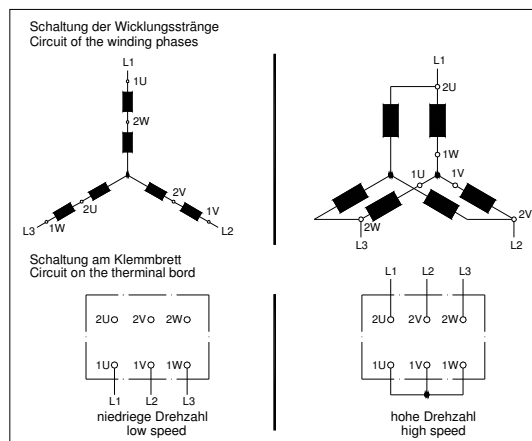 Schaltung der Wicklungsstränge
Circuit of the winding phases
L1
1U
2W
2U
1W
L3
2V
1V
L2
L1
2U
1W
1U
1V
2W
L3
2V
L2
Schaltung am Klemmbrett
Circuit on the therminal bord
2U 2V 2W
1U 1V 1W
L1 L2 L3
niedriege Drehzahl
low speed
L1 L2 L3
2U 2V 2W
1U 1V 1W
hohe Drehzahl
high speed